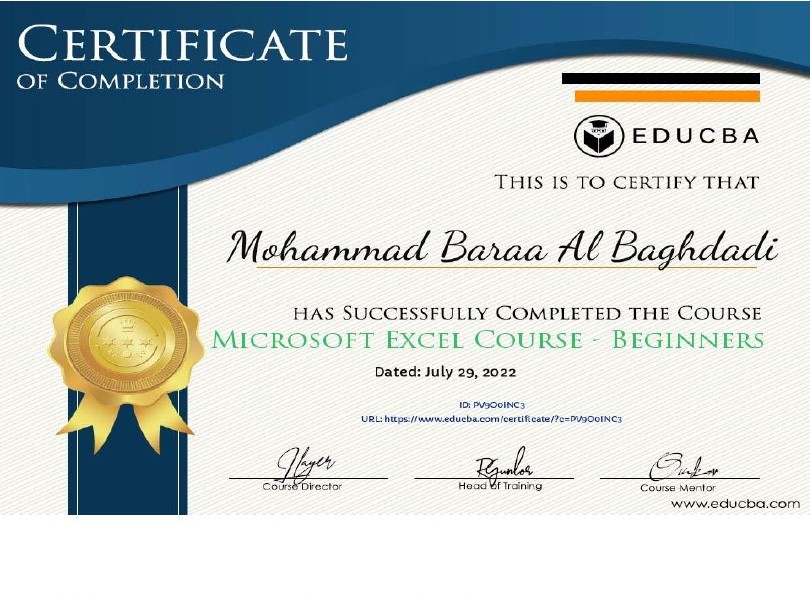 CERTIFICATE
OF COMPLETION
EDUCBA
THIS IS TO CERTIFY THAT
Mohammad Baraa Al Baghdadi
HAS SUCCESSFULLY COMPLETED THE COURSE
MICROSOFT EXCEL COURSE - BEGINNERS
Dated: July 29, 2022
ID: PV9O0INC3
URL: https://www.educba.com/certificate/?c=PV9O0INC3
Course Director
Head of Training
Course Mentor
www.educba.com